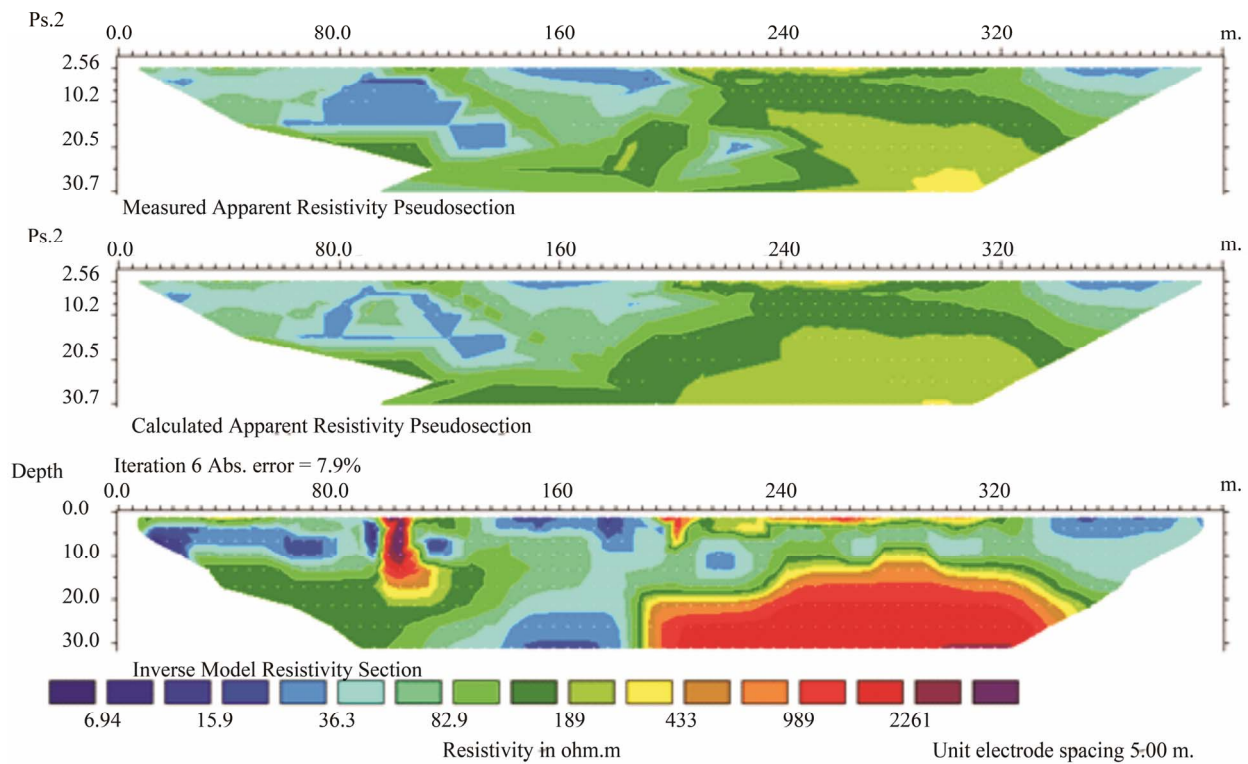 Ps.2
0.0 80.0 160 240 320 m.
2.56
10.2
20.5
30.7
Measured Apparent Resistivity Pseudosection
Ps.2
0.0 80.0 160 240 320 m.
2.56
10.2
20.5
30.7
Calculated Apparent Resistivity Pseudosection
Depth Iteration 6 Abs. error = 7.9%
0.0 80.0 160 240 320 m.
0.0
10.0
20.0
30.0
Inverse Model Resistivity Section
6.94 15.9 36.3 82.9 189 433 989 2261
Resistivity in ohm.m Unit electrode spacing 5.00 m.